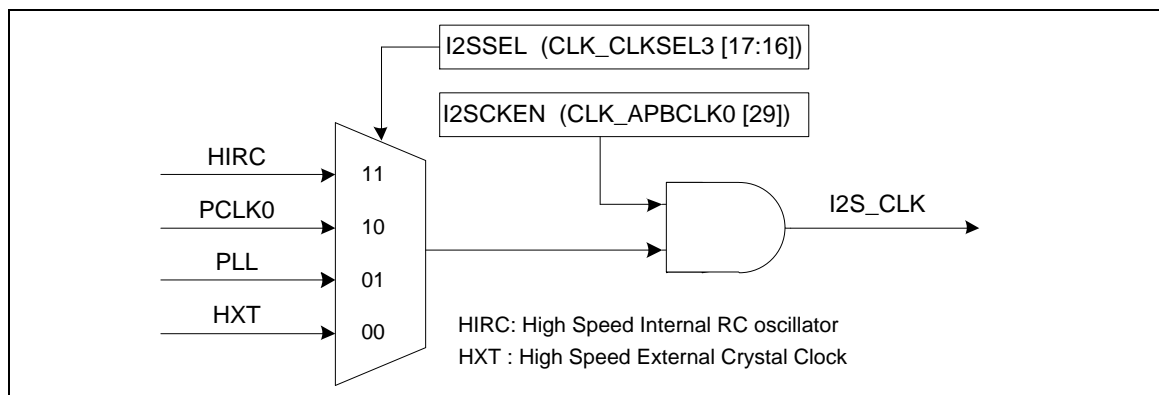 I2SSEL (CLK_CLKSEL3 [17:16])
I2SCKEN (CLK_APBCLK0 [29])
HIRC
11
PCLK0
10
PLL
01
HXT
00
I2S_CLK
HIRC: High Speed Internal RC oscillator
HXT : High Speed External Crystal Clock